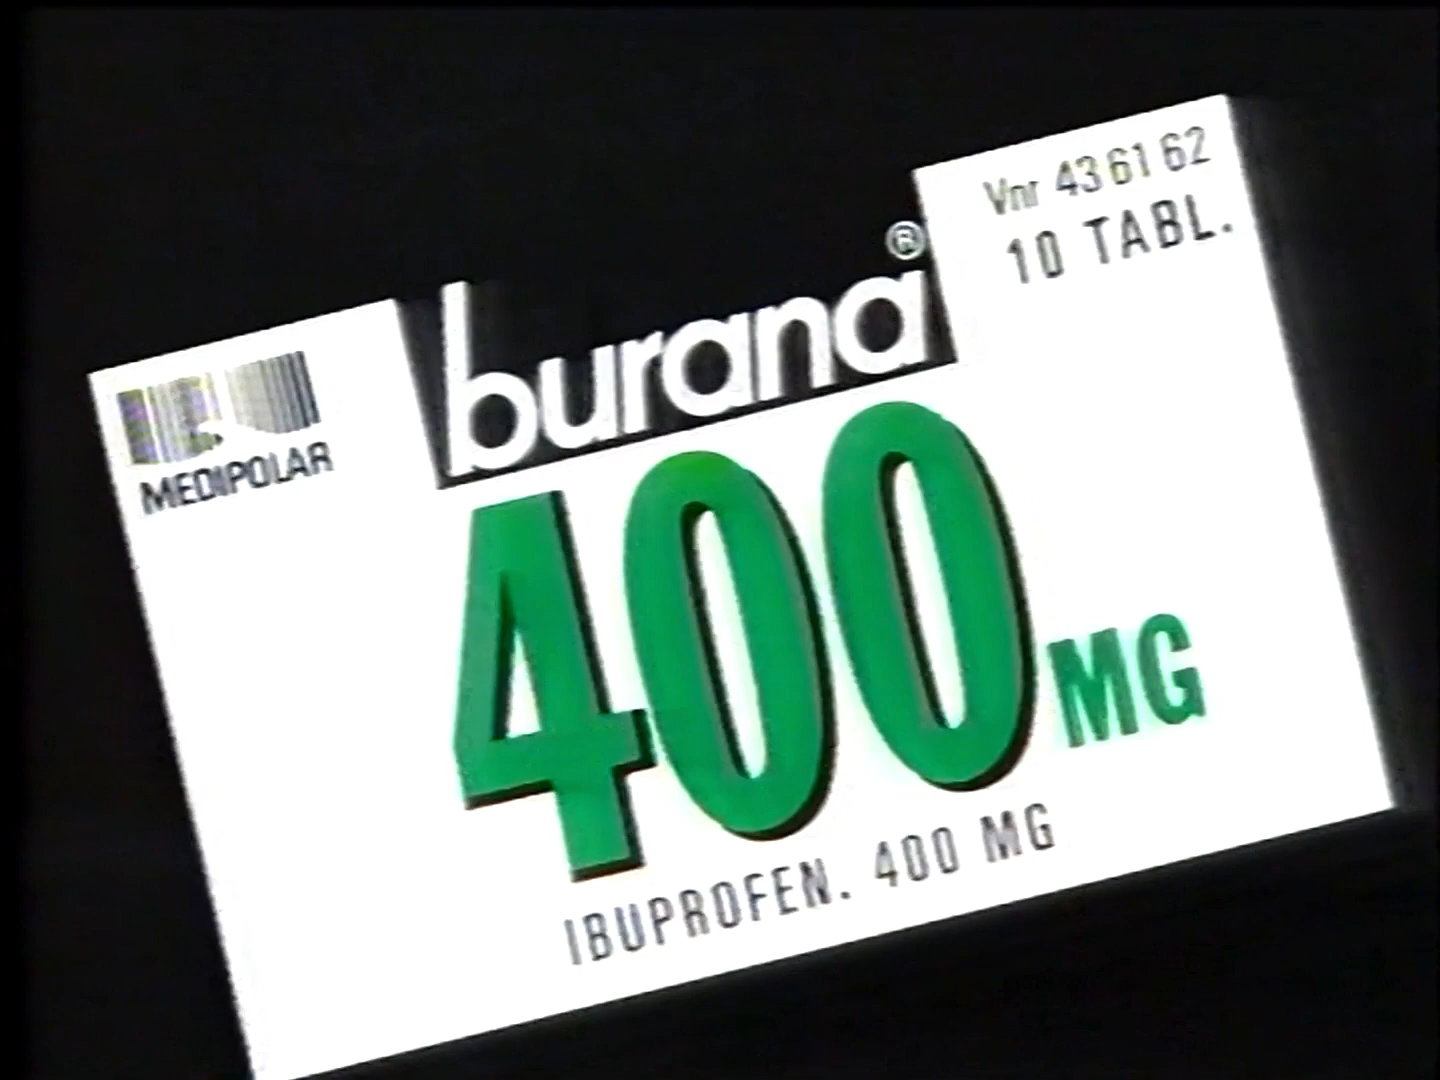 Vnr 43 61 62
10 TABL.
burana®
MEDIPOLAR
400 MG
IBUPROFEN. 400 MG